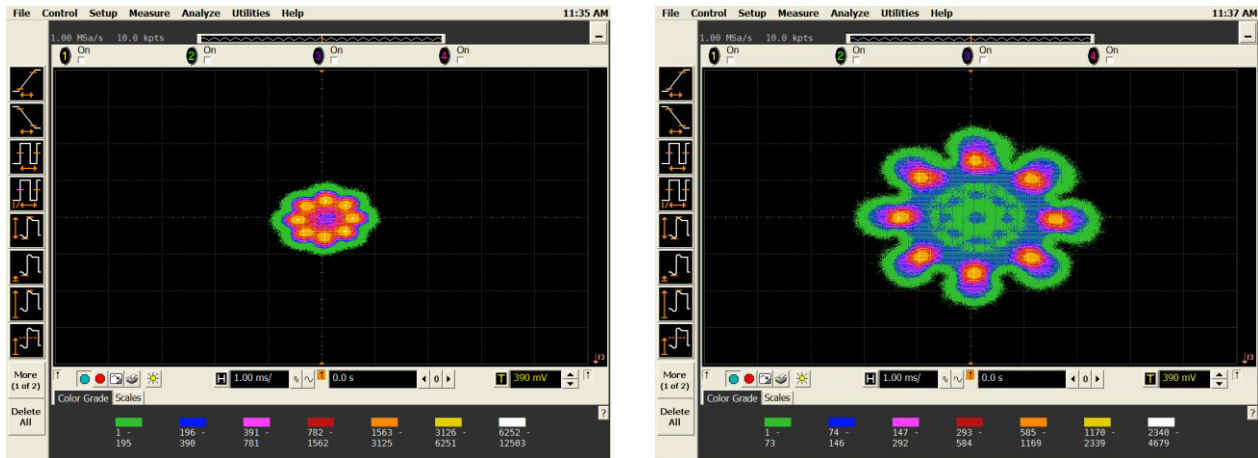 File Control Setup Measure Analyze Utilities Help 11:35 AM
1.00 MSa/s 10.0 kpts
1 On 2 On 3 On 4 On
More
(1 of 2)
Delete
All
H 1.00 ms/ 0.0 s 0 T 390 mV
Color Grade Scales ?
1 - 196 - 391 - 782 - 1563 - 3126 - 6252 -
195 390 781 1562 3125 6251 12503
File Control Setup Measure Analyze Utilities Help 11:37 AM
1.00 MSa/s 10.0 kpts
1 On 2 On 3 On 4 On
More
(1 of 2)
Delete
All
H 1.00 ms/ 0.0 s 0 T 390 mV
Color Grade Scales ?
1 - 74 - 147 - 293 - 585 - 1170 - 2340 -
73 146 292 584 1169 2339 4679